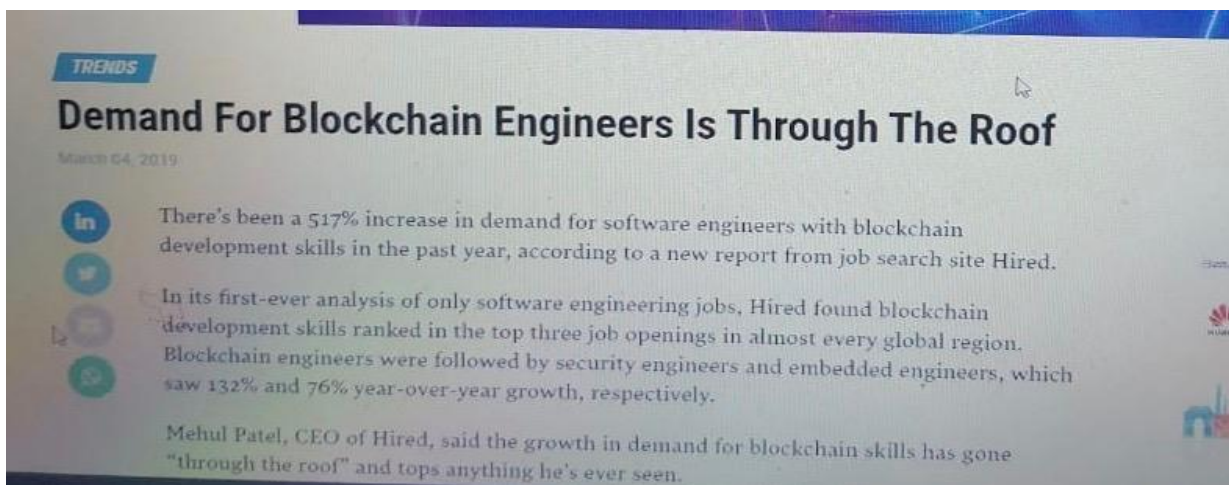 TRENDS
Demand For Blockchain Engineers Is Through The Roof
March 04, 2019
in
There's been a 517% increase in demand for software engineers with blockchain
development skills in the past year, according to a new report from job search site Hired.
In its first-ever analysis of only software engineering jobs, Hired found blockchain
development skills ranked in the top three job openings in almost every global region.
Blockchain engineers were followed by security engineers and embedded engineers, which
saw 132% and 76% year-over-year growth, respectively.
Mehul Patel, CEO of Hired, said the growth in demand for blockchain skills has gone
“through the roof” and tops anything he's ever seen.